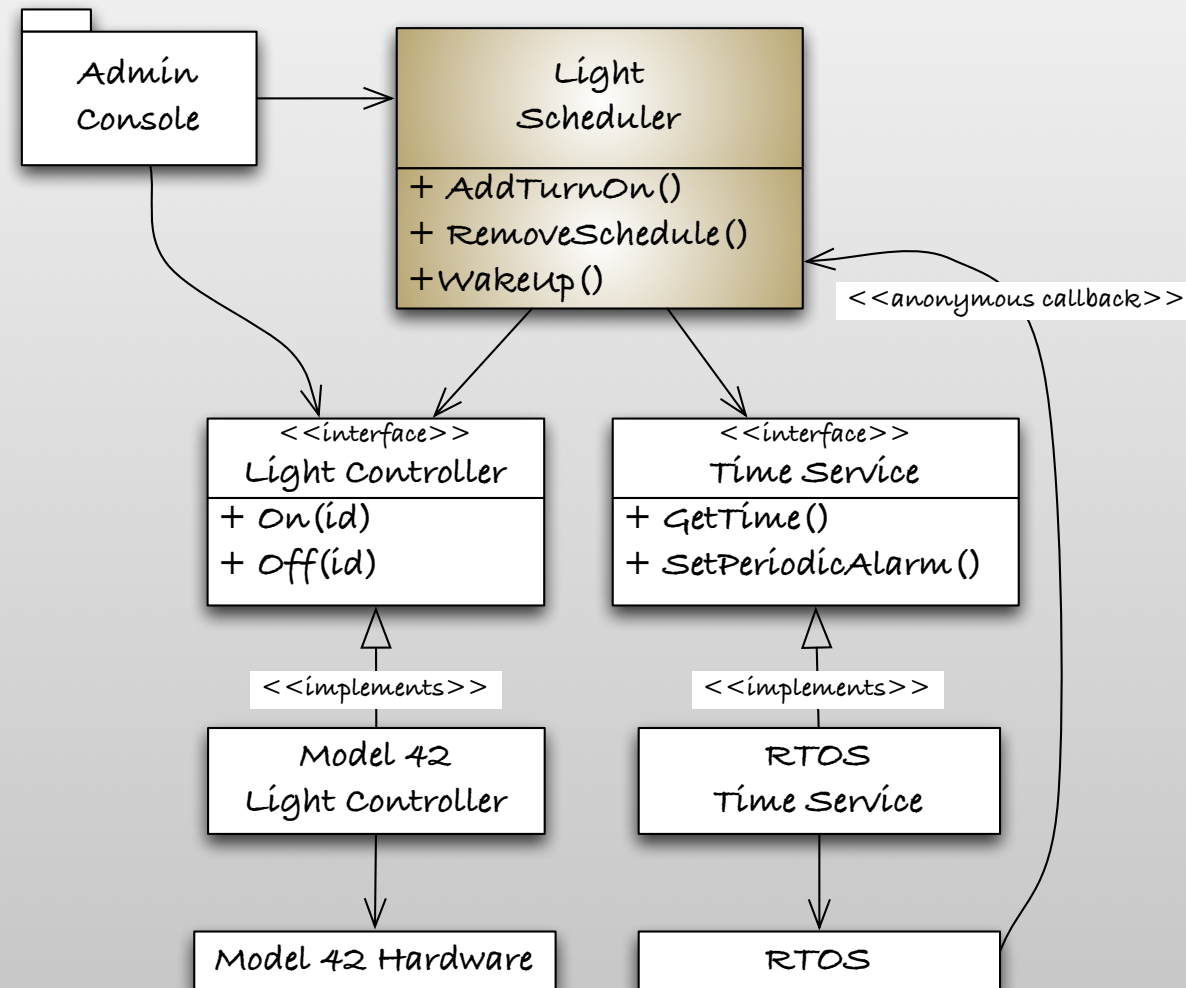 Admin
Console
Light
Scheduler
+ AddTurnOn()
+ RemoveSchedule()
+WakeUp()
<<anonymous callback>>
<<interface>>
Light Controller
+ On(id)
+ Off(id)
<<interface>>
Time Service
+ GetTime()
+ SetPeriodicAlarm()
<<implements>>
<<implements>>
Model 42
Light Controller
RTOS
Time Service
Model 42 Hardware
RTOS